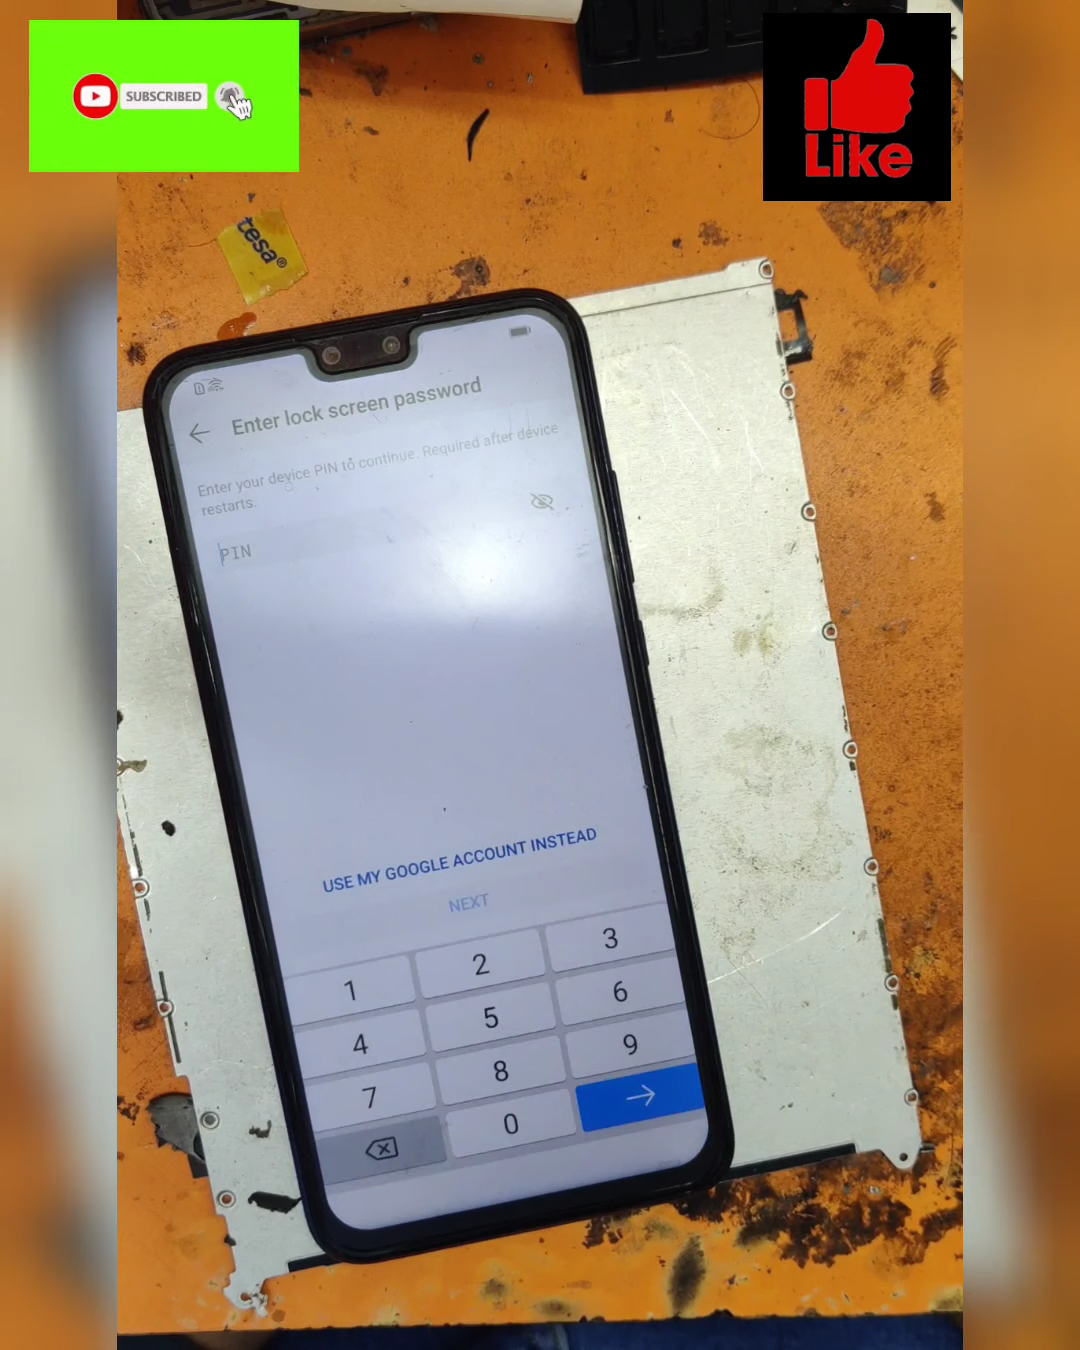 SUBSCRIBED
Like
tesa®
Enter lock screen password
Enter your device PIN to continue. Required after device
restarts.
PIN
USE MY GOOGLE ACCOUNT INSTEAD
NEXT
1 2 3
4 5 6
7 8 9
0